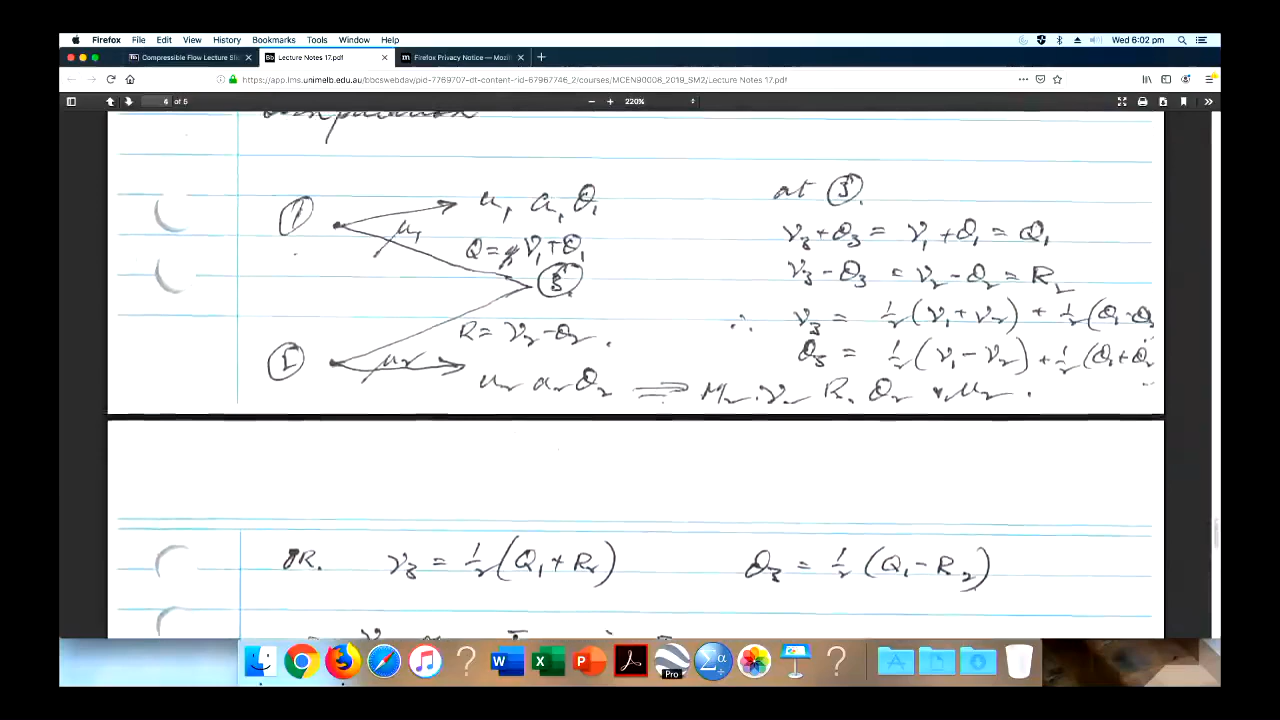 Firefox File Edit View History Bookmarks Tools Window Help Wed 6:02 pm
Compressible Flow Lecture Sli Lecture Notes 17.pdf Firefox Privacy Notice — Mozi
https://app.lms.unimelb.edu.au/bbcswebdav/pid-7769707-dt-content-rid-67967746_2/courses/MCEN90008_2019_SM2/Lecture Notes 17.pdf
6 of 5 220%
computation
① u₁ a₁ θ₁
μ₁
Q = ν₁ + θ₁
③
R = ν₂ − θ₂.
② μ₂
u₂ a₂ θ₂ ⟹ M₂ : ν₂ R. θ₂ μ₂.
at ③.
ν₃ + θ₃ = ν₁ + θ₁ = Q₁
ν₃ − θ₃ = ν₂ − θ₂ = R₂
∴ ν₃ = ½(ν₁ + ν₂) + ½(θ₁ − θ₂
θ₃ = ½(ν₁ − ν₂) + ½(θ₁ + θ₂
OR. ν₃ = ½(Q₁ + R₂) θ₃ = ½(Q₁ − R₂)
Pro